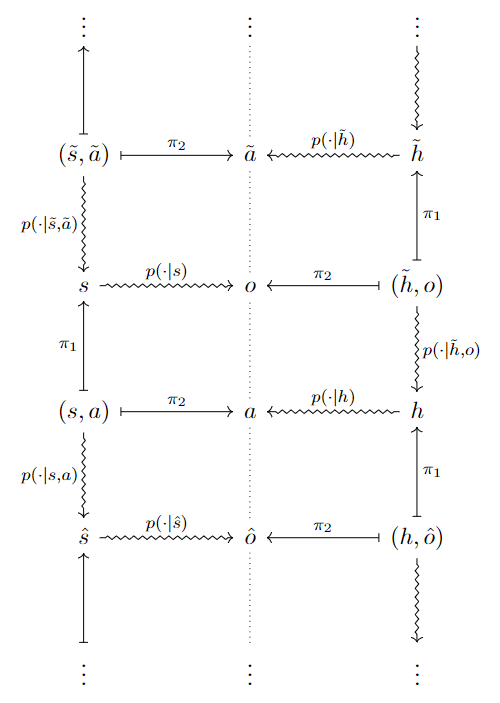 ⋮ ⋮ ⋮
π₂ p(·|h̃)
(s̃, ã) ã h̃
p(·|s̃,ã) π₁
p(·|s) π₂
s o (h̃, o)
π₁ p(·|h̃,o)
π₂ p(·|h)
(s, a) a h
p(·|s,a) π₁
p(·|ŝ) π₂
ŝ ô (h, ô)
⋮ ⋮ ⋮